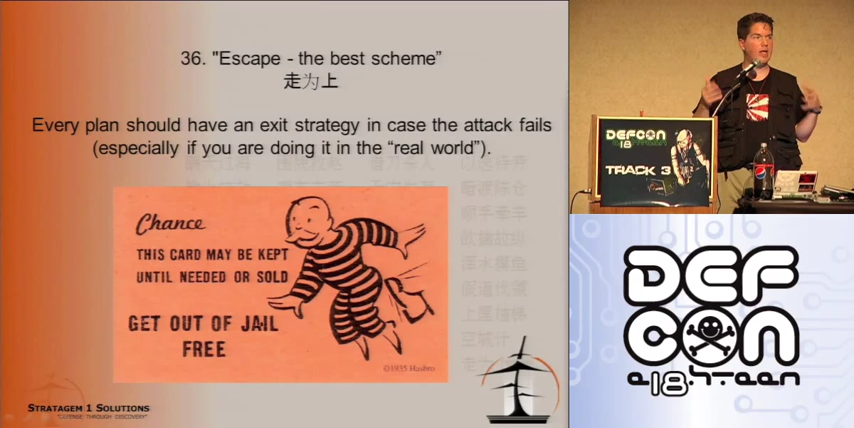 36. "Escape - the best scheme”
走为上
Every plan should have an exit strategy in case the attack fails
(especially if you are doing it in the “real world”).
Chance
THIS CARD MAY BE KEPT
UNTIL NEEDED OR SOLD
GET OUT OF JAIL
FREE
©1935 Hasbro
STRATAGEM 1 SOLUTIONS
DEFCON
18
TRACK 3
DEF
CON
18